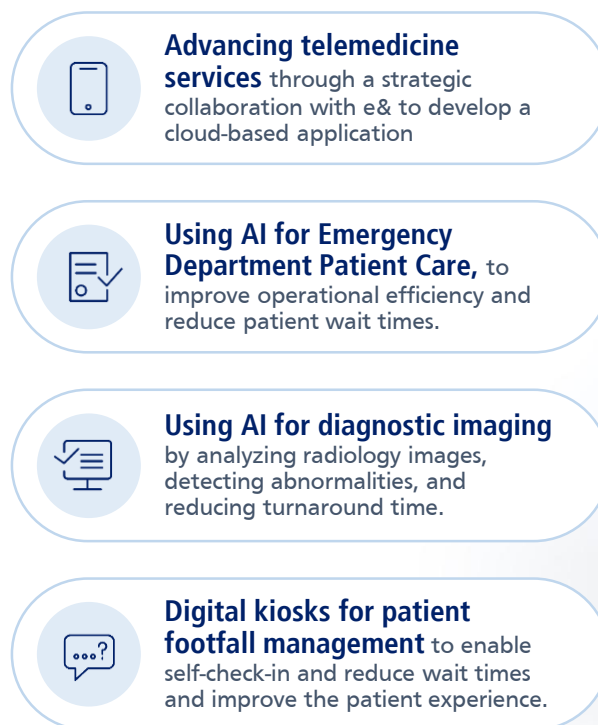 Advancing telemedicine
services through a strategic
collaboration with e& to develop a
cloud-based application
Using AI for Emergency
Department Patient Care, to
improve operational efficiency and
reduce patient wait times.
Using AI for diagnostic imaging
by analyzing radiology images,
detecting abnormalities, and
reducing turnaround time.
...?
Digital kiosks for patient
footfall management to enable
self-check-in and reduce wait times
and improve the patient experience.